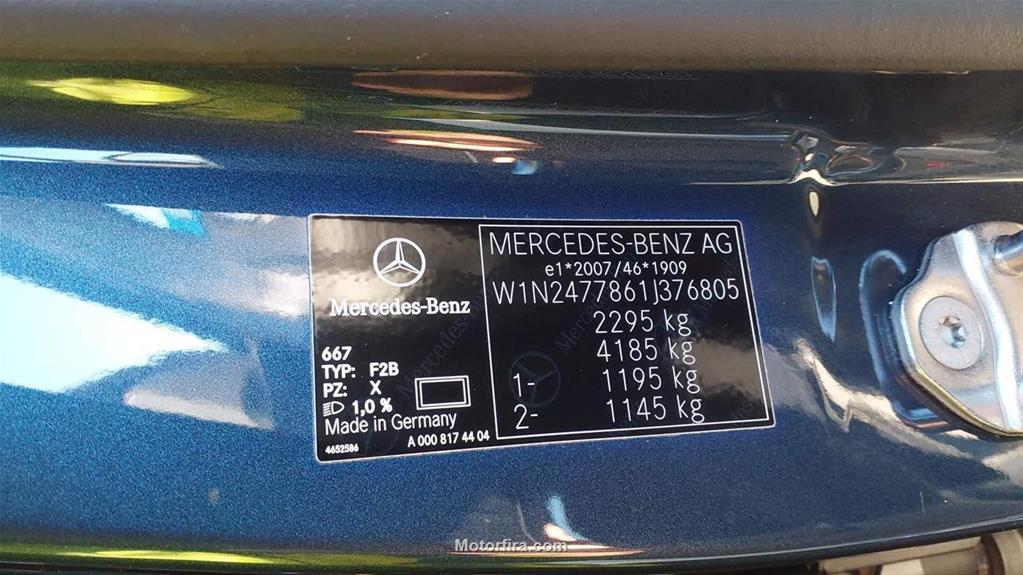 Mercedes-Benz
667
TYP: F2B
PZ: X
1,0 %
Made in Germany
4652586 A 000 817 44 04
MERCEDES-BENZ AG
e1*2007/46*1909
W1N2477861J376805
2295 kg
4185 kg
1- 1195 kg
2- 1145 kg
Motorfira.com